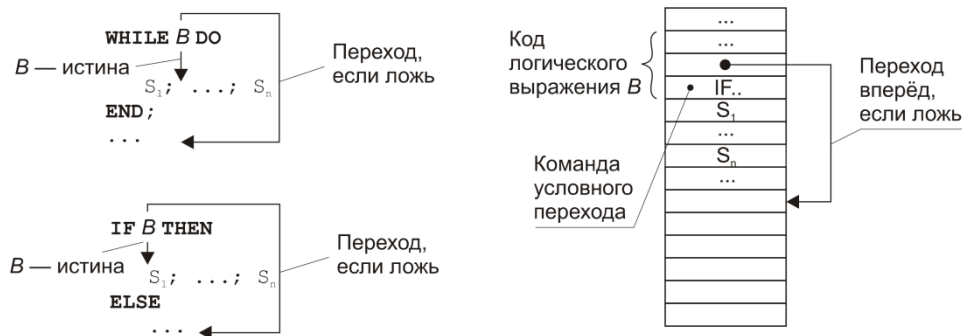 WHILE B DO
B — истина
S₁; ...; Sₙ
END;
...
Переход,
если ложь
IF B THEN
B — истина
S₁; ...; Sₙ
ELSE
...
Переход,
если ложь
Код
логического
выражения B
Команда
условного
перехода
...
...
IF..
S₁
...
Sₙ
...
Переход
вперёд,
если ложь